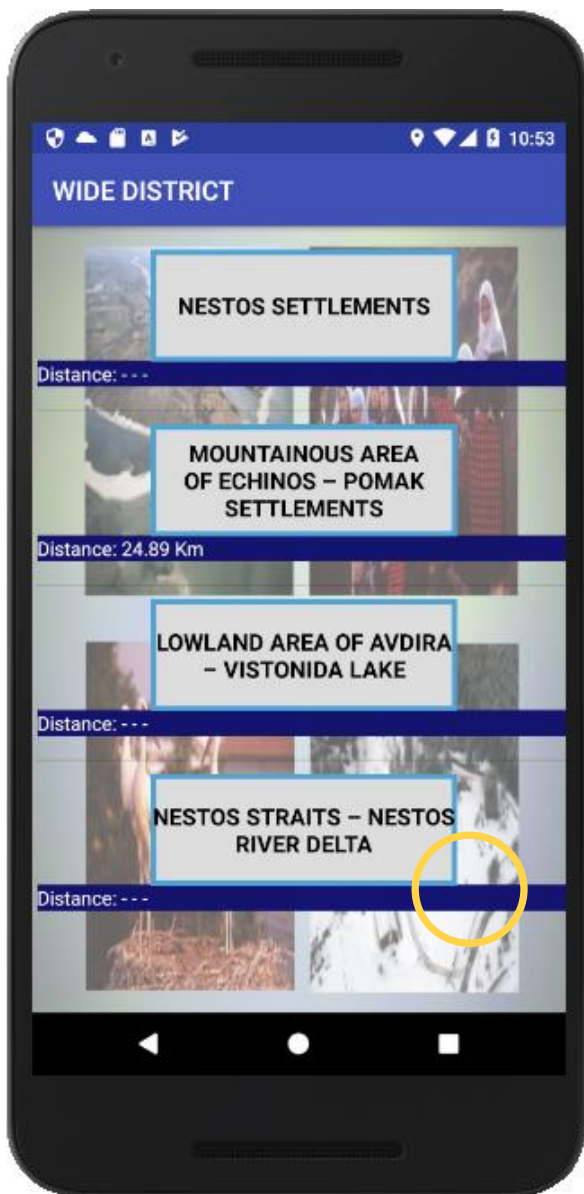 10:53
WIDE DISTRICT
NESTOS SETTLEMENTS
Distance: - - -
MOUNTAINOUS AREA
OF ECHINOS – POMAK
SETTLEMENTS
Distance: 24.89 Km
LOWLAND AREA OF AVDIRA
– VISTONIDA LAKE
Distance: - - -
NESTOS STRAITS – NESTOS
RIVER DELTA
Distance: - - -